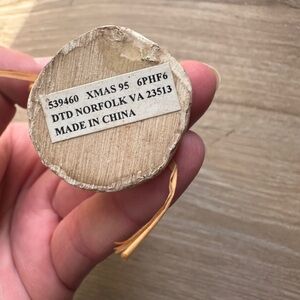 539460 XMAS 95 6PHF6
DTD NORFOLK VA 23513
MADE IN CHINA